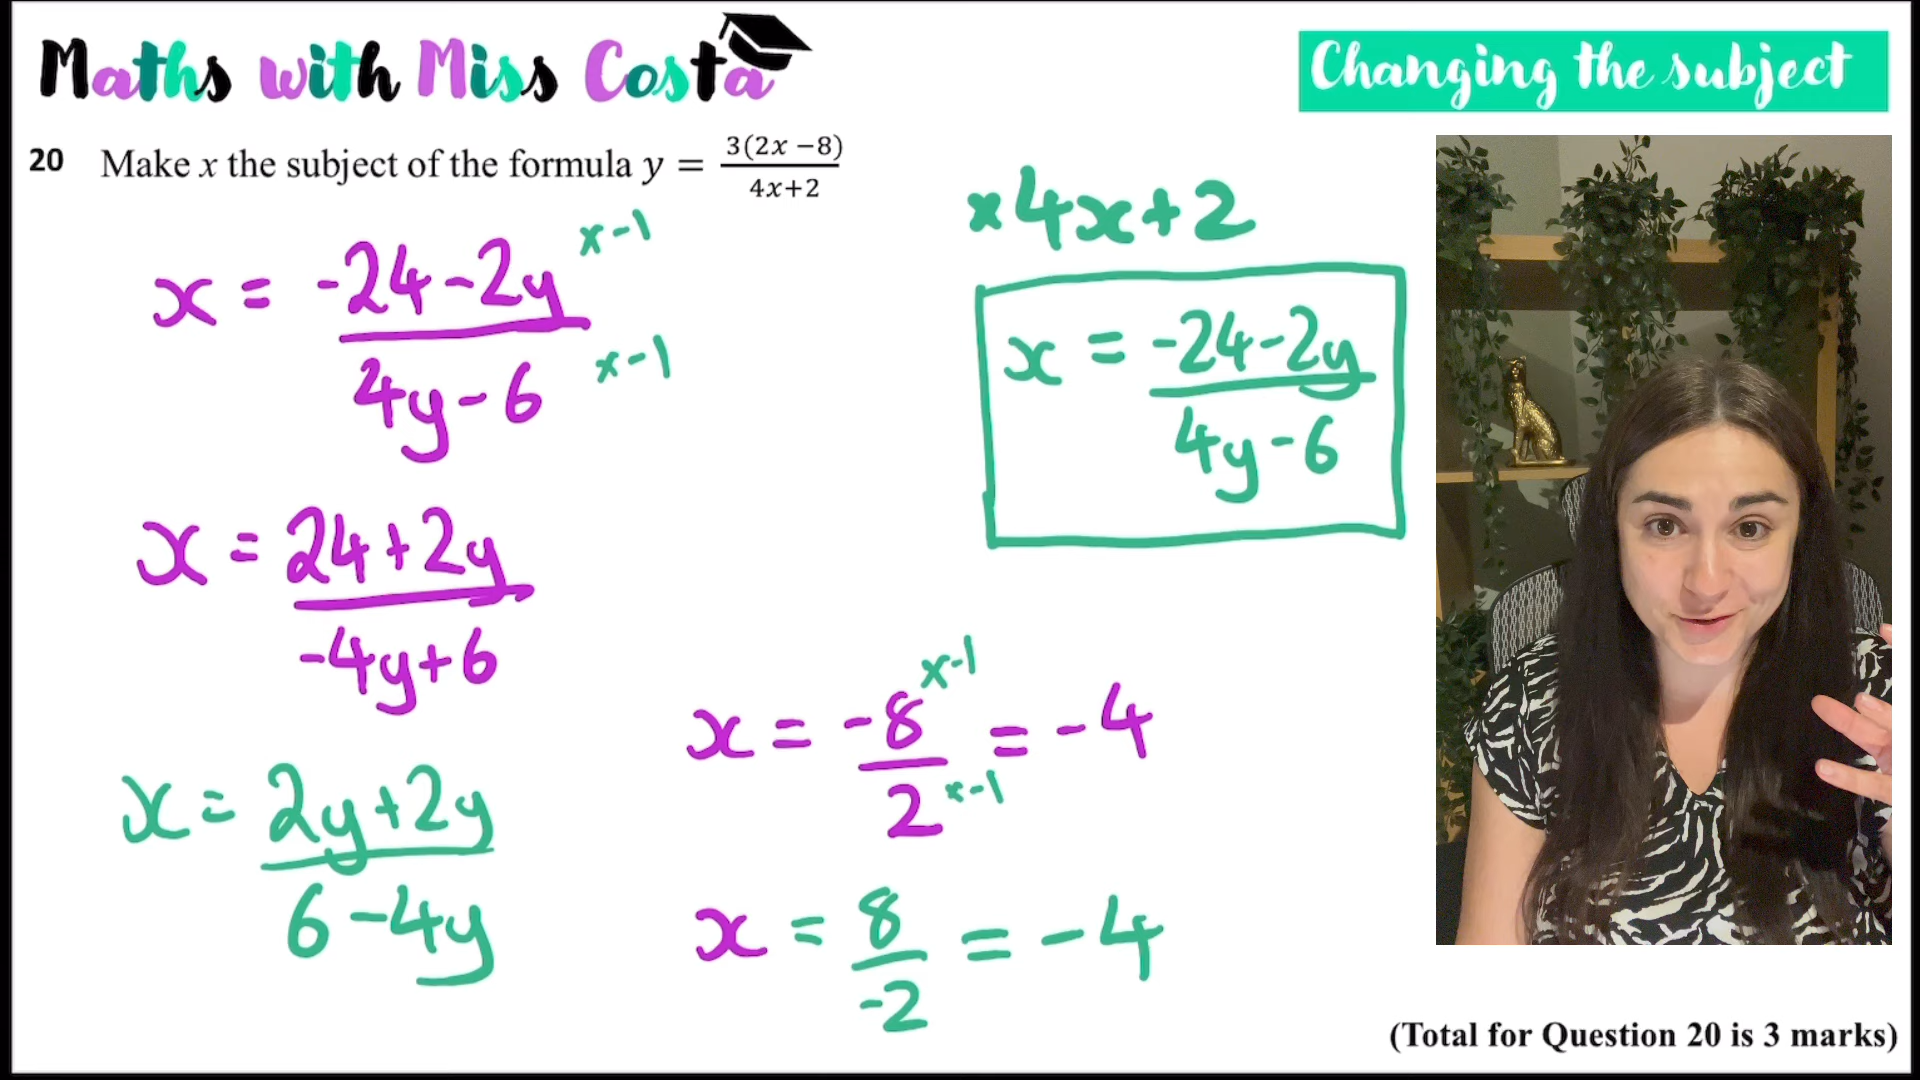 Maths with Miss Costa
Changing the subject
20 Make x the subject of the formula y = 3(2x −8)/4x+2
×4x+2
x = -24-2y/4y-6
×-1
×-1
x = -24-2y/4y-6
x = 24+2y/-4y+6
x = 2y+2y/6-4y
x = -8/2 = -4
×-1
×-1
x = 8/-2 = -4
(Total for Question 20 is 3 marks)